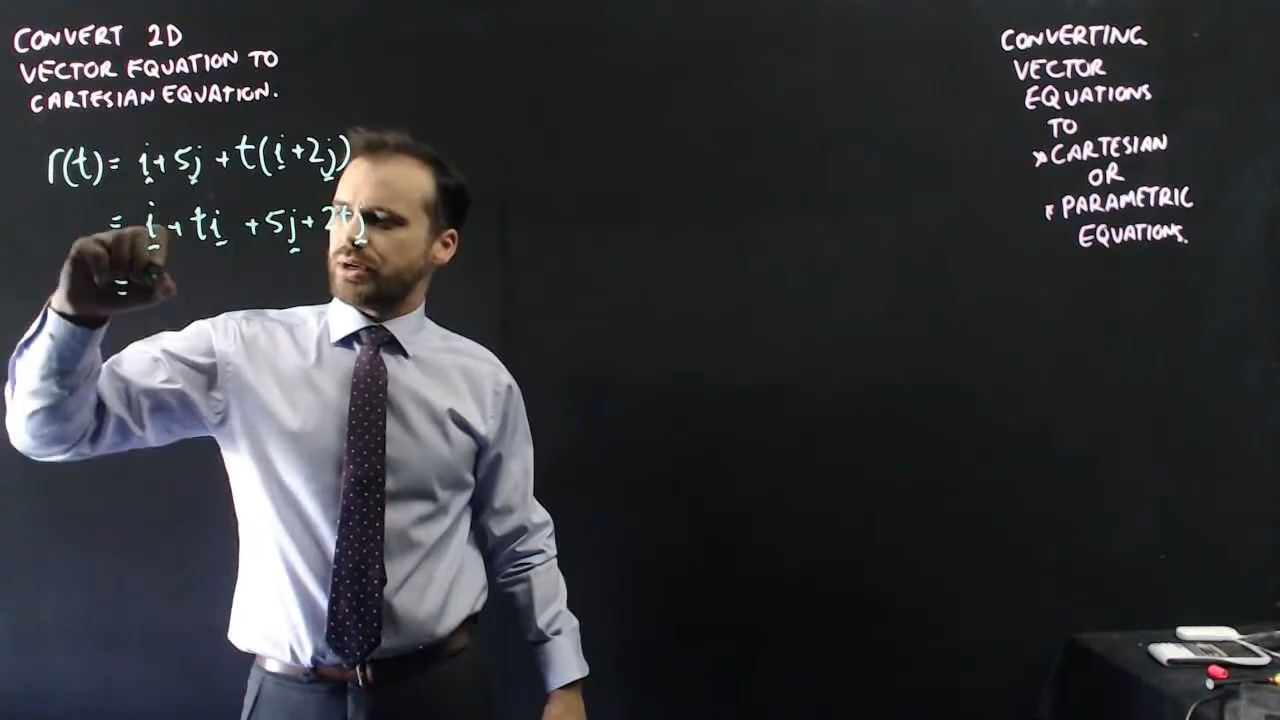 CONVERT 2D
VECTOR EQUATION TO
CARTESIAN EQUATION.
r(t) = i + 5j + t(i + 2j)
= i + ti + 5j + 2tj
=
CONVERTING
VECTOR
EQUATIONS
TO
* CARTESIAN
OR
* PARAMETRIC
EQUATIONS.